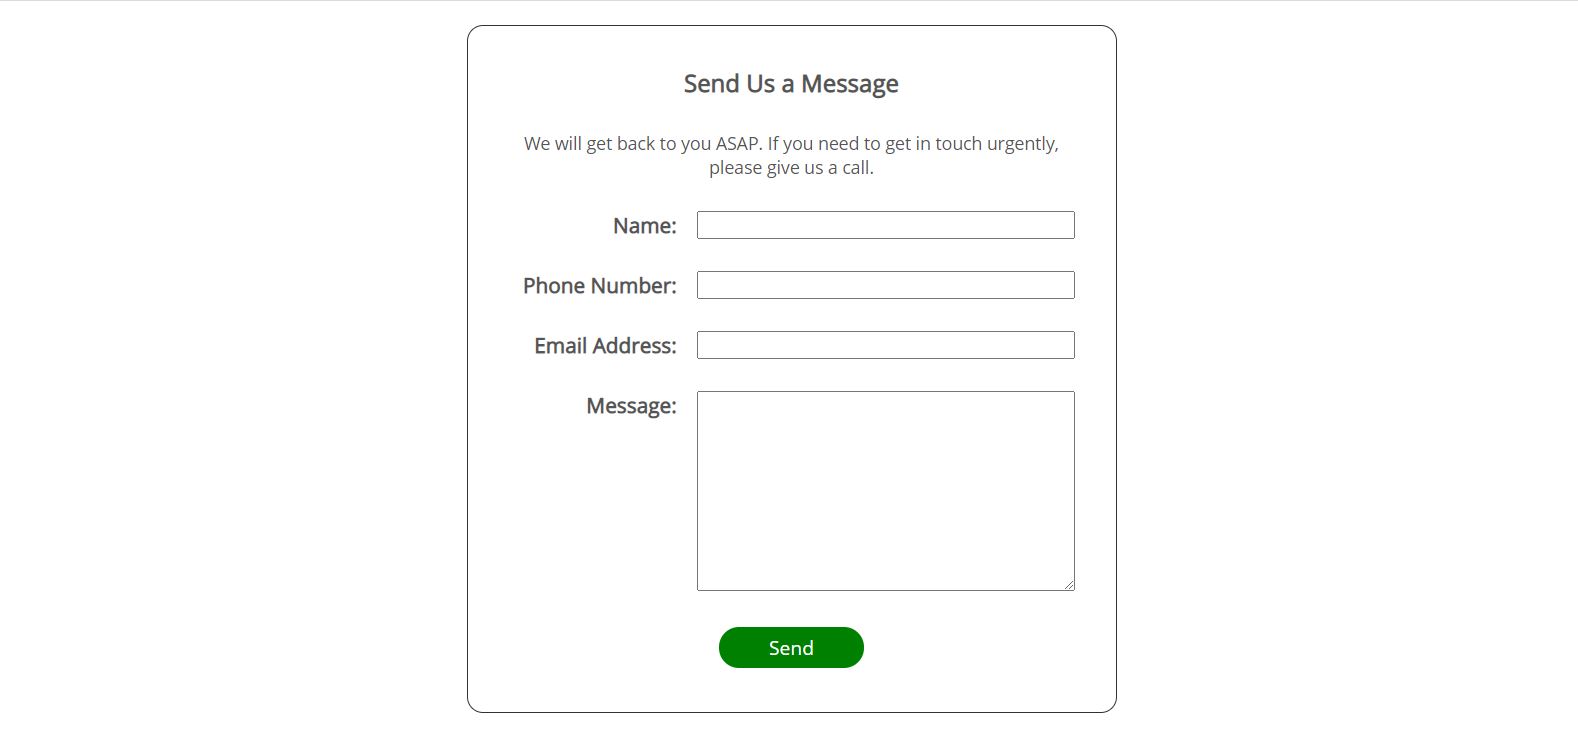 Send Us a Message
We will get back to you ASAP. If you need to get in touch urgently,
please give us a call.
Name:
Phone Number:
Email Address:
Message:
Send